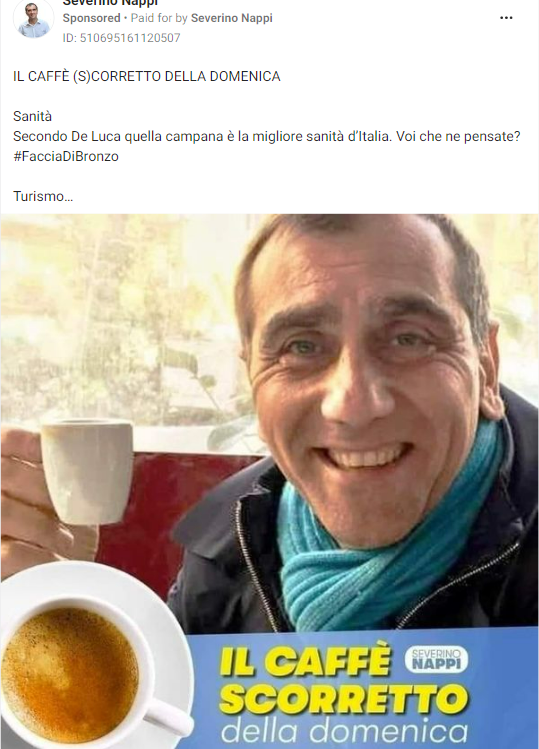 Severino Nappi
Sponsored • Paid for by Severino Nappi
ID: 510695161120507
IL CAFFÈ (S)CORRETTO DELLA DOMENICA
Sanità
Secondo De Luca quella campana è la migliore sanità d'Italia. Voi che ne pensate?
#FacciaDiBronzo
Turismo...
IL CAFFÈ
SEVERINO
NAPPI
SCORRETTO
della domenica